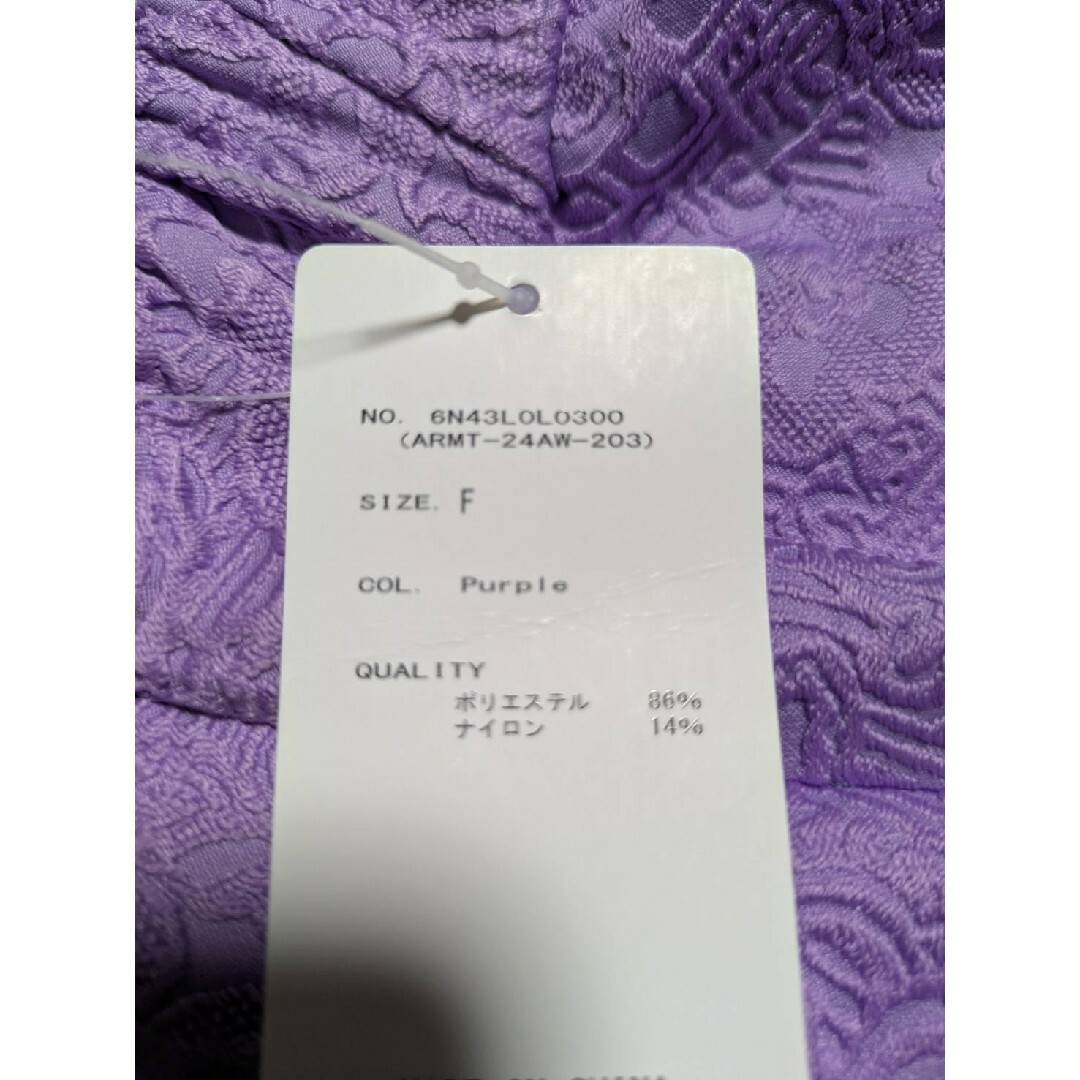 NO. 6N43L0L0300
(ARMT-24AW-203)
SIZE. F
COL. Purple
QUALITY
ポリエステル 86%
ナイロン 14%